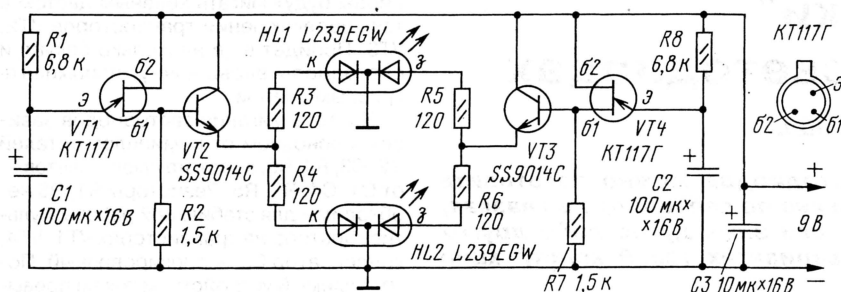 HL1 L239EGW
R1
6,8 к
б2
э
б1
VT1
КТ117Г
VT2
SS9014C
C1
100 мк×16 В
R2
1,5 к
к
з
R3
120
R4
120
R5
120
R6
120
к
з
HL2 L239EGW
VT3
SS9014C
R8
6,8 к
б2
э
б1
VT4
КТ117Г
R7 1,5 к
C2
100 мк×
×16 В
C3 10 мк×16 В
КТ117Г
э
б2
б1
+
9 В
−
+
+
+